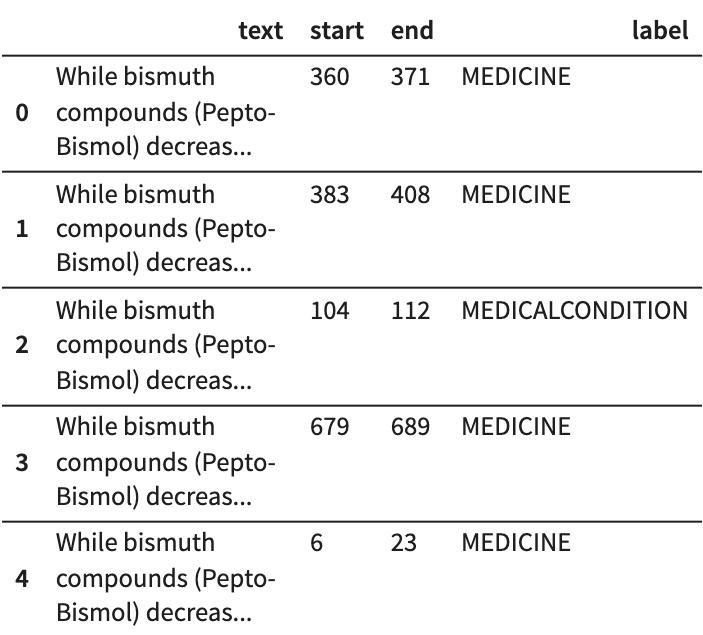 text start end label
While bismuth 360 371 MEDICINE
0 compounds (Pepto-
Bismol) decreas...
While bismuth 383 408 MEDICINE
1 compounds (Pepto-
Bismol) decreas...
While bismuth 104 112 MEDICALCONDITION
2 compounds (Pepto-
Bismol) decreas...
While bismuth 679 689 MEDICINE
3 compounds (Pepto-
Bismol) decreas...
While bismuth 6 23 MEDICINE
4 compounds (Pepto-
Bismol) decreas...